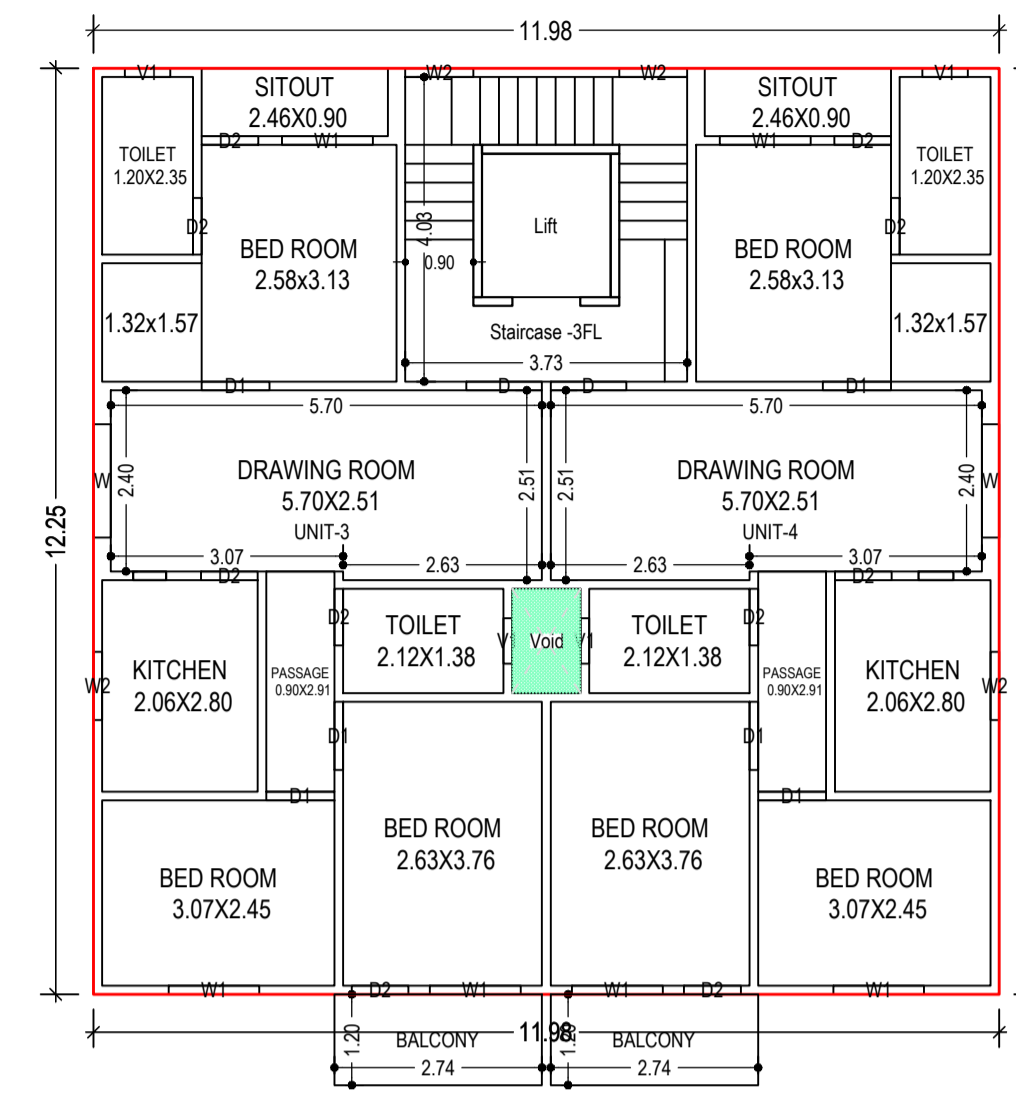 11.98
V1
W2
W2
V1
SITOUT
2.46X0.90
SITOUT
2.46X0.90
D2
W1
W1
D2
TOILET
1.20X2.35
TOILET
1.20X2.35
D2
D2
4.03
Lift
BED ROOM
2.58x3.13
BED ROOM
2.58x3.13
0.90
1.32x1.57
1.32x1.57
Staircase -3FL
3.73
D1
D
D
D1
5.70
5.70
2.40
2.51
2.51
2.40
DRAWING ROOM
5.70X2.51
UNIT-3
DRAWING ROOM
5.70X2.51
UNIT-4
W
W
12.25
3.07
2.63
2.63
3.07
D2
D2
D2
D2
TOILET
2.12X1.38
Void
V1
TOILET
2.12X1.38
KITCHEN
2.06X2.80
PASSAGE
0.90X2.91
PASSAGE
0.90X2.91
KITCHEN
2.06X2.80
W2
W2
D1
D1
D1
D1
BED ROOM
2.63X3.76
BED ROOM
2.63X3.76
BED ROOM
3.07X2.45
BED ROOM
3.07X2.45
W1
D2
W1
W1
D2
W1
1.20
BALCONY
2.74
11.98
BALCONY
2.74